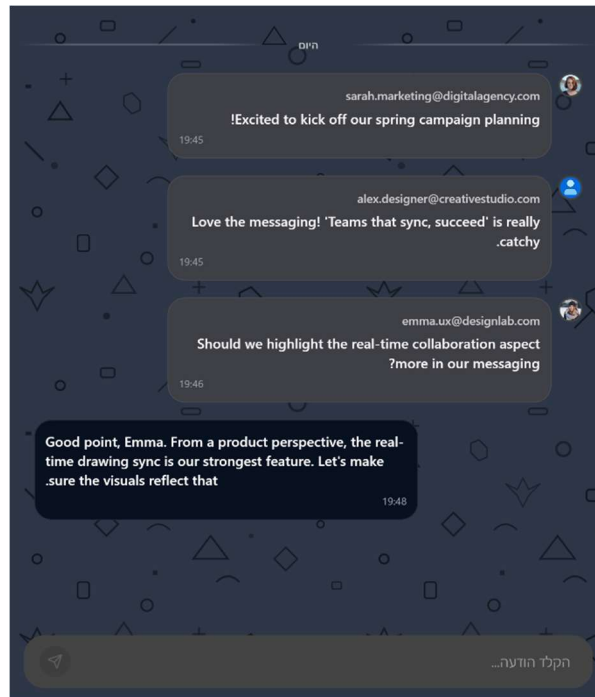 היום
sarah.marketing@digitalagency.com
!Excited to kick off our spring campaign planning
19:45
alex.designer@creativestudio.com
Love the messaging! 'Teams that sync, succeed' is really
.catchy
19:45
emma.ux@designlab.com
Should we highlight the real-time collaboration aspect
?more in our messaging
19:46
Good point, Emma. From a product perspective, the real-
time drawing sync is our strongest feature. Let's make
.sure the visuals reflect that
19:48
הקלד הודעה...